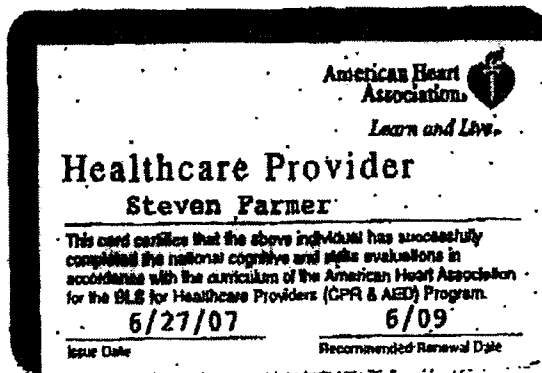 American Heart
Association®
Learn and Live®
Healthcare Provider
Steven Farmer
This card certifies that the above individual has successfully
completed the national cognitive and skills evaluations in
accordance with the curriculum of the American Heart Association
for the BLS for Healthcare Providers (CPR & AED) Program.
6/27/07 6/09
Issue Date Recommended Renewal Date